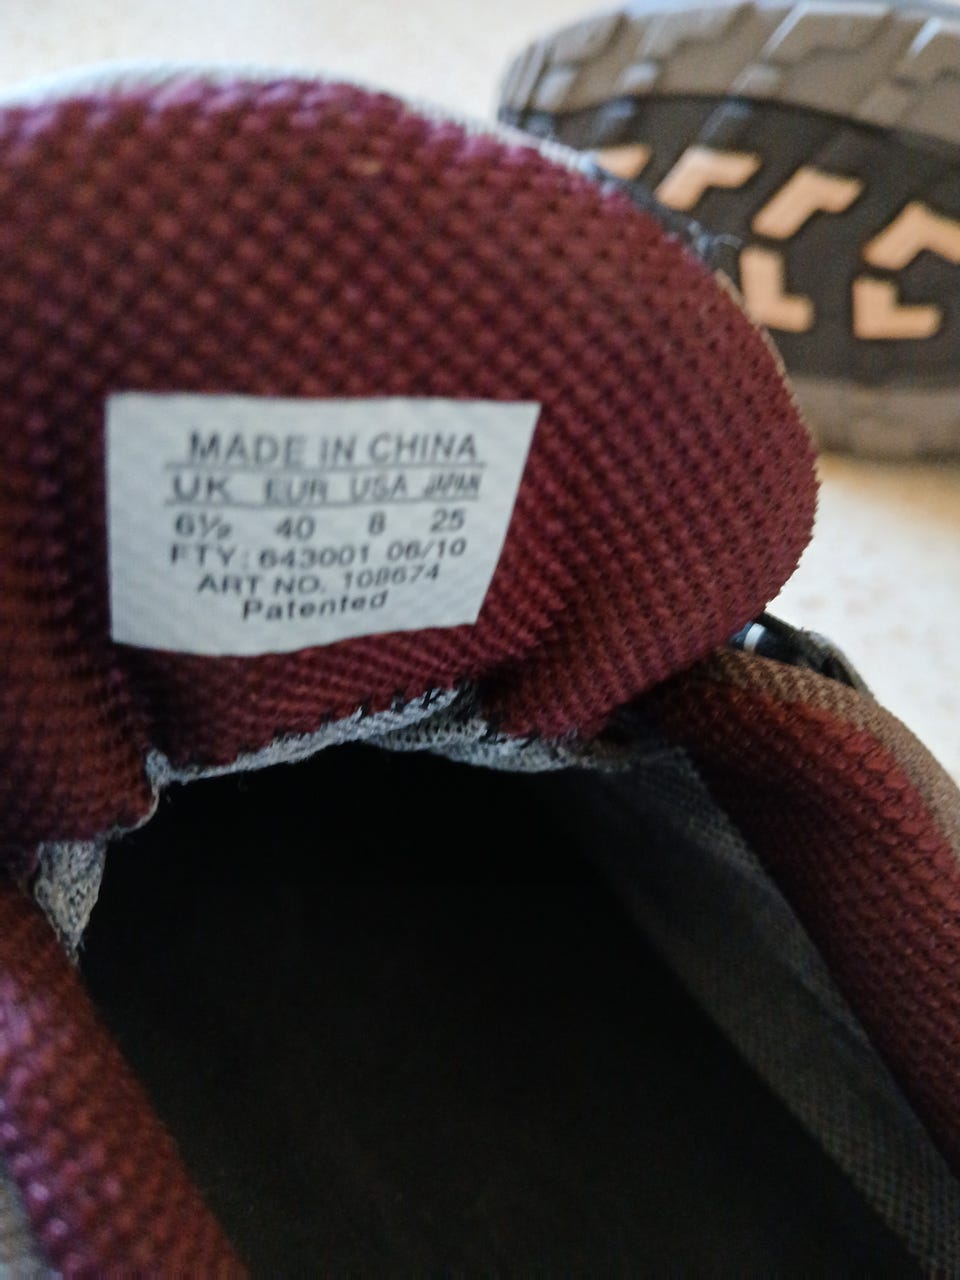 MADE IN CHINA
UK EUR USA JAPAN
6½ 40 8 25
FTY: 643001 06/10
ART NO. 108674
Patented